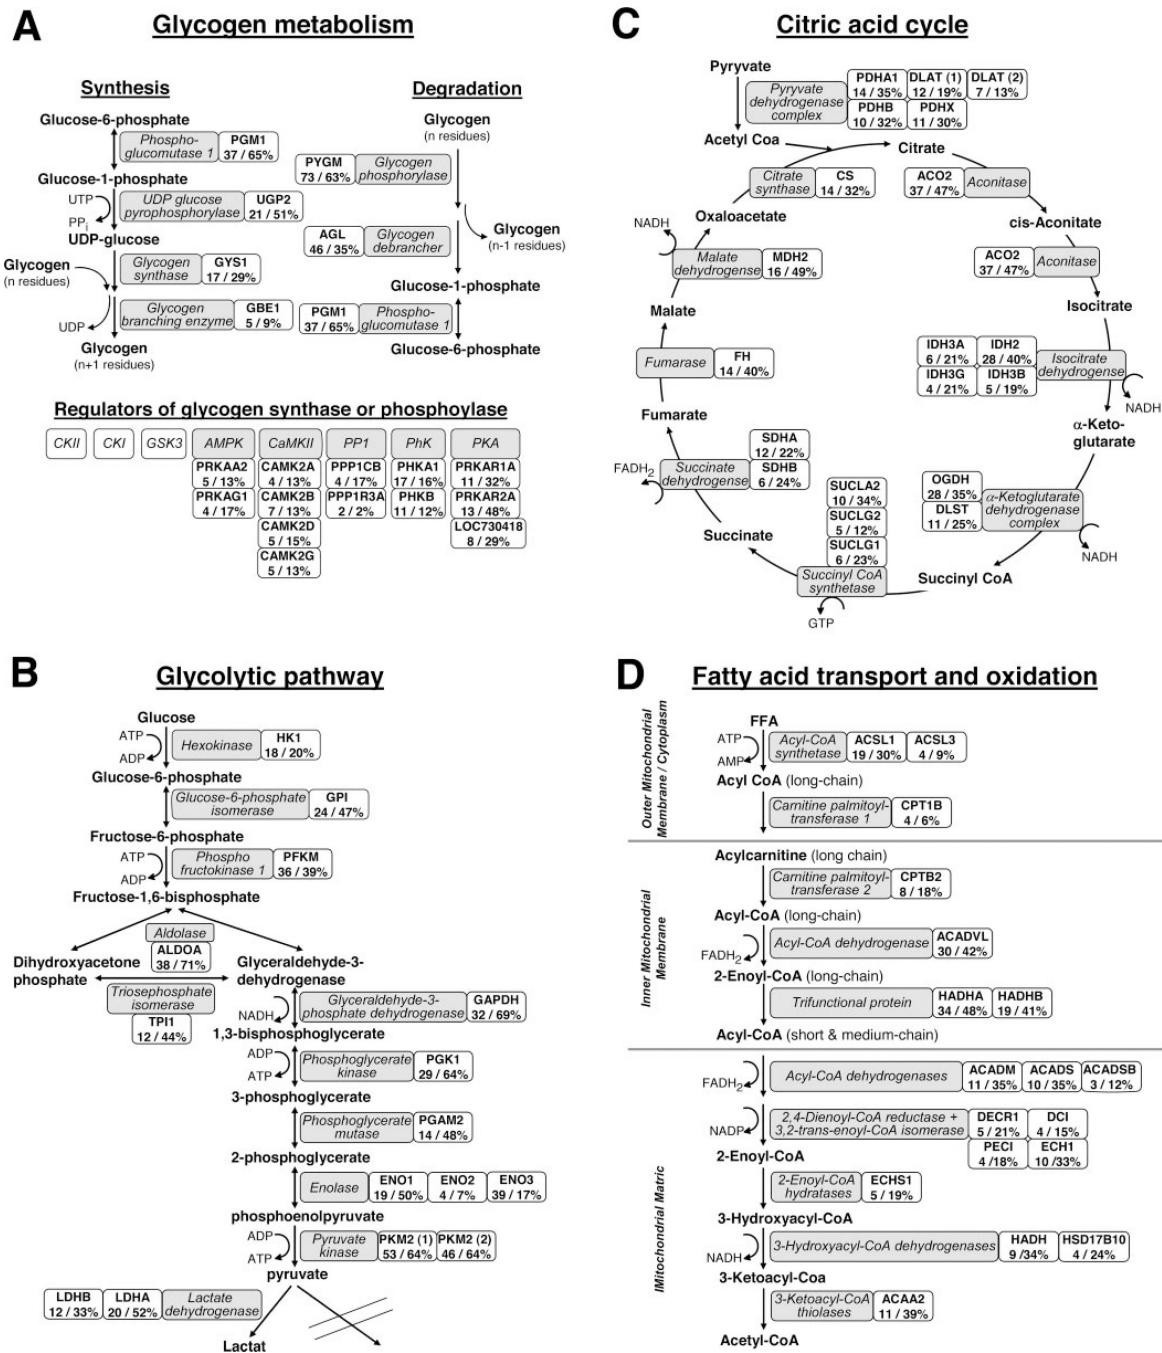 A
Glycogen metabolism
Synthesis
Degradation
Glucose-6-phosphate
Phospho-
glucomutase 1
PGM1
37 / 65%
Glucose-1-phosphate
UTP
PPi
UDP glucose
pyrophosphorylase
UGP2
21 / 51%
UDP-glucose
Glycogen
(n residues)
Glycogen
synthase
GYS1
17 / 29%
Glycogen
branching enzyme
GBE1
5 / 9%
UDP
Glycogen
(n+1 residues)
Glycogen
(n residues)
PYGM
73 / 63%
Glycogen
phosphorylase
AGL
46 / 35%
Glycogen
debrancher
Glycogen
(n-1 residues)
Glucose-1-phosphate
PGM1
37 / 65%
Phospho-
glucomutase 1
Glucose-6-phosphate
Regulators of glycogen synthase or phosphoylase
CKII
CKI
GSK3
AMPK
CaMKII
PP1
PhK
PKA
PRKAA2
5 / 13%
CAMK2A
4 / 13%
PPP1CB
4 / 17%
PHKA1
17 / 16%
PRKAR1A
11 / 32%
PRKAG1
4 / 17%
CAMK2B
7 / 13%
PPP1R3A
2 / 2%
PHKB
11 / 12%
PRKAR2A
13 / 48%
CAMK2D
5 / 15%
LOC730418
8 / 29%
CAMK2G
5 / 13%
B
Glycolytic pathway
Glucose
ATP
ADP
Hexokinase
HK1
18 / 20%
Glucose-6-phosphate
Glucose-6-phosphate
isomerase
GPI
24 / 47%
Fructose-6-phosphate
ATP
ADP
Phospho
fructokinase 1
PFKM
36 / 39%
Fructose-1,6-bisphosphate
Aldolase
ALDOA
38 / 71%
Dihydroxyacetone
phosphate
Glyceraldehyde-3-
dehydrogenase
Triosephosphate
isomerase
TPI1
12 / 44%
NADH
Glyceraldehyde-3-
phosphate dehydrogenase
GAPDH
32 / 69%
1,3-bisphosphoglycerate
ADP
ATP
Phosphoglycerate
kinase
PGK1
29 / 64%
3-phosphoglycerate
Phosphoglycerate
mutase
PGAM2
14 / 48%
2-phosphoglycerate
Enolase
ENO1
19 / 50%
ENO2
4 / 7%
ENO3
39 / 17%
phosphoenolpyruvate
ADP
ATP
Pyruvate
kinase
PKM2 (1)
53 / 64%
PKM2 (2)
46 / 64%
pyruvate
LDHB
12 / 33%
LDHA
20 / 52%
Lactate
dehydrogenase
Lactat
C
Citric acid cycle
Pyryvate
Pyryvate
dehydrogenase
complex
PDHA1
14 / 35%
DLAT (1)
12 / 19%
DLAT (2)
7 / 13%
PDHB
10 / 32%
PDHX
11 / 30%
Acetyl Coa
Citrate
Citrate
synthase
CS
14 / 32%
ACO2
37 / 47%
Aconitase
Oxaloacetate
cis-Aconitate
NADH
Malate
dehydrogense
MDH2
16 / 49%
ACO2
37 / 47%
Aconitase
Malate
Isocitrate
Fumarase
FH
14 / 40%
IDH3A
6 / 21%
IDH2
28 / 40%
IDH3G
4 / 21%
IDH3B
5 / 19%
Isocitrate
dehydrogense
NADH
Fumarate
α-Keto-
glutarate
FADH2
Succinate
dehydrogense
SDHA
12 / 22%
SDHB
6 / 24%
SUCLA2
10 / 34%
SUCLG2
5 / 12%
SUCLG1
6 / 23%
OGDH
28 / 35%
DLST
11 / 25%
α-Ketoglutarate
dehydrogenase
complex
NADH
Succinate
Succinyl CoA
synthetase
Succinyl CoA
GTP
D
Fatty acid transport and oxidation
Outer Mitochondrial
Membrane / Cytoplasm
FFA
ATP
AMP
Acyl-CoA
synthetase
ACSL1
19 / 30%
ACSL3
4 / 9%
Acyl CoA (long-chain)
Carnitine palmitoyl-
transferase 1
CPT1B
4 / 6%
Inner Mitochondrial
Membrane
Acylcarnitine (long chain)
Carnitine palmitoyl-
transferase 2
CPTB2
8 / 18%
Acyl-CoA (long-chain)
FADH2
Acyl-CoA dehydrogenase
ACADVL
30 / 42%
2-Enoyl-CoA (long-chain)
Trifunctional protein
HADHA
34 / 48%
HADHB
19 / 41%
Acyl-CoA (short & medium-chain)
IMitochondrial Matric
FADH2
Acyl-CoA dehydrogenases
ACADM
11 / 35%
ACADS
10 / 35%
ACADSB
3 / 12%
NADP
2,4-Dienoyl-CoA reductase +
3,2-trans-enoyl-CoA isomerase
DECR1
5 / 21%
DCI
4 / 15%
PECI
4 /18%
ECH1
10 /33%
2-Enoyl-CoA
2-Enoyl-CoA
hydratases
ECHS1
5 / 19%
3-Hydroxyacyl-CoA
NADH
3-Hydroxyacyl-CoA dehydrogenases
HADH
9 /34%
HSD17B10
4 / 24%
3-Ketoacyl-Coa
3-Ketoacyl-CoA
thiolases
ACAA2
11 / 39%
Acetyl-CoA